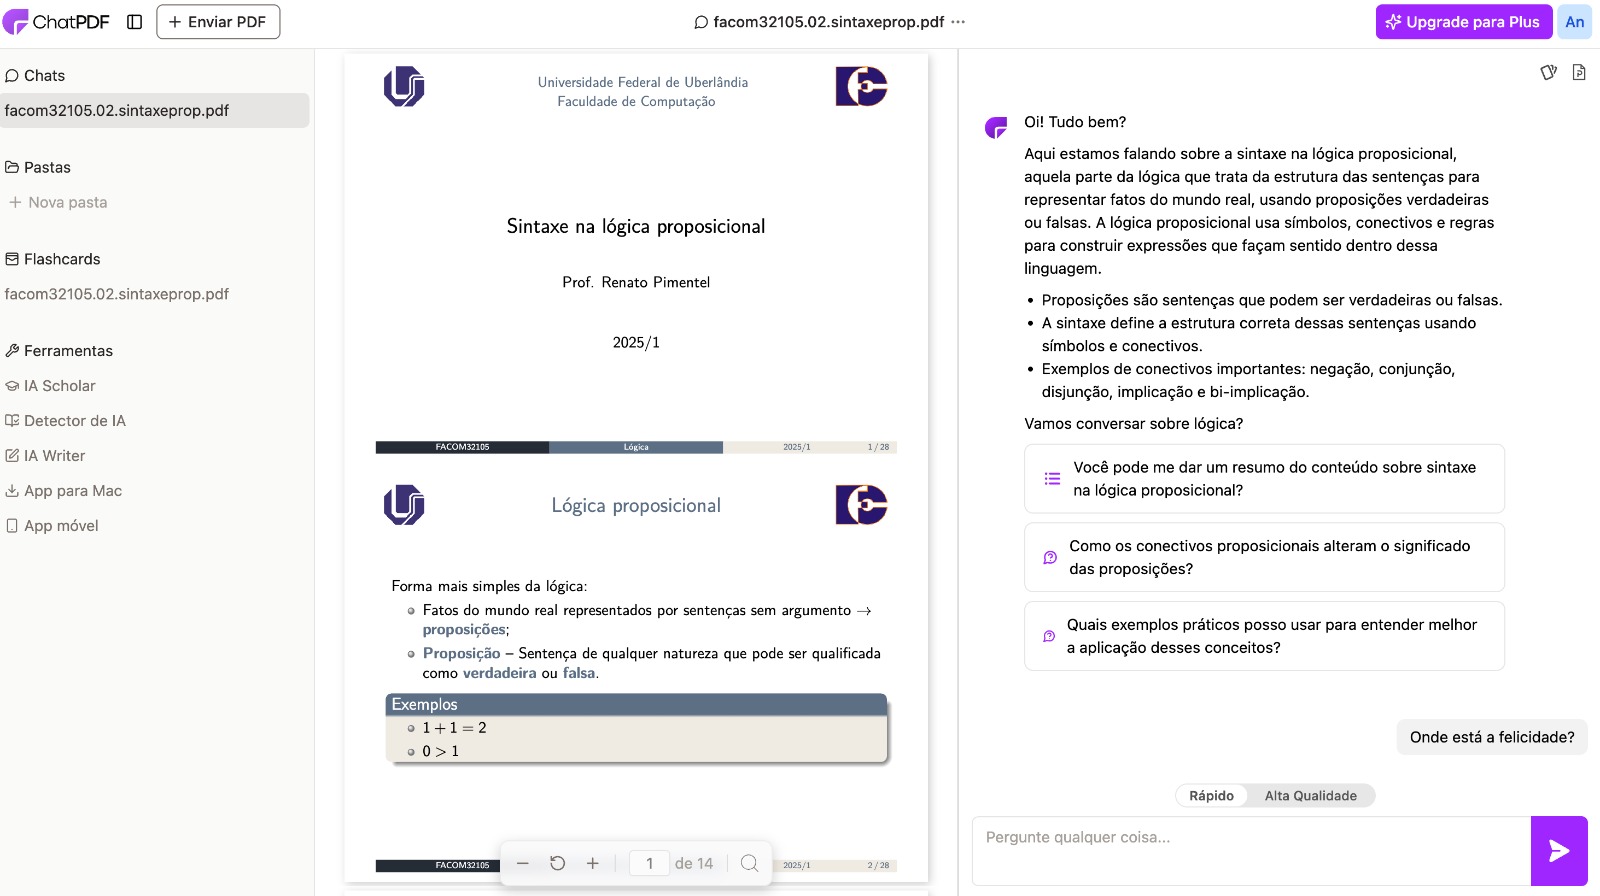 ChatPDF
+ Enviar PDF
facom32105.02.sintaxeprop.pdf ···
Upgrade para Plus
An
Chats
facom32105.02.sintaxeprop.pdf
Pastas
+ Nova pasta
Flashcards
facom32105.02.sintaxeprop.pdf
Ferramentas
IA Scholar
Detector de IA
IA Writer
App para Mac
App móvel
Universidade Federal de Uberlândia
Faculdade de Computação
Sintaxe na lógica proposicional
Prof. Renato Pimentel
2025/1
FACOM32105 Lógica 2025/1 1 / 28
Lógica proposicional
Forma mais simples da lógica:
Fatos do mundo real representados por sentenças sem argumento →
proposições;
Proposição – Sentença de qualquer natureza que pode ser qualificada
como verdadeira ou falsa.
Exemplos
1 + 1 = 2
0 > 1
FACOM32105 2025/1 2 / 28
− + 1 de 14
Oi! Tudo bem?
Aqui estamos falando sobre a sintaxe na lógica proposicional,
aquela parte da lógica que trata da estrutura das sentenças para
representar fatos do mundo real, usando proposições verdadeiras
ou falsas. A lógica proposicional usa símbolos, conectivos e regras
para construir expressões que façam sentido dentro dessa
linguagem.
• Proposições são sentenças que podem ser verdadeiras ou falsas.
• A sintaxe define a estrutura correta dessas sentenças usando
símbolos e conectivos.
• Exemplos de conectivos importantes: negação, conjunção,
disjunção, implicação e bi-implicação.
Vamos conversar sobre lógica?
Você pode me dar um resumo do conteúdo sobre sintaxe
na lógica proposicional?
Como os conectivos proposicionais alteram o significado
das proposições?
Quais exemplos práticos posso usar para entender melhor
a aplicação desses conceitos?
Onde está a felicidade?
Rápido Alta Qualidade
Pergunte qualquer coisa...